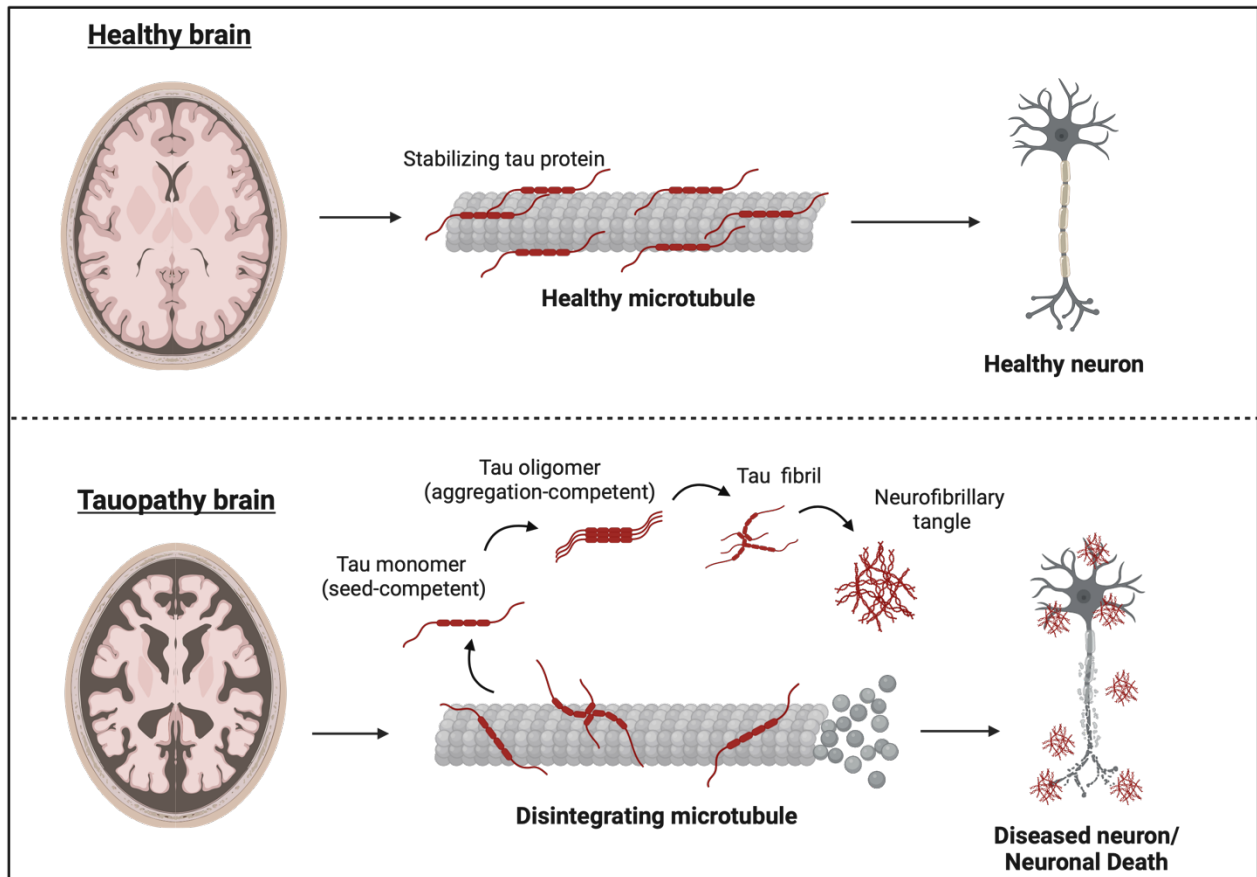 Healthy brain
Stabilizing tau protein
Healthy microtubule
Healthy neuron
Tauopathy brain
Tau monomer
(seed-competent)
Tau oligomer
(aggregation-competent)
Tau fibril
Neurofibrillary
tangle
Disintegrating microtubule
Diseased neuron/
Neuronal Death